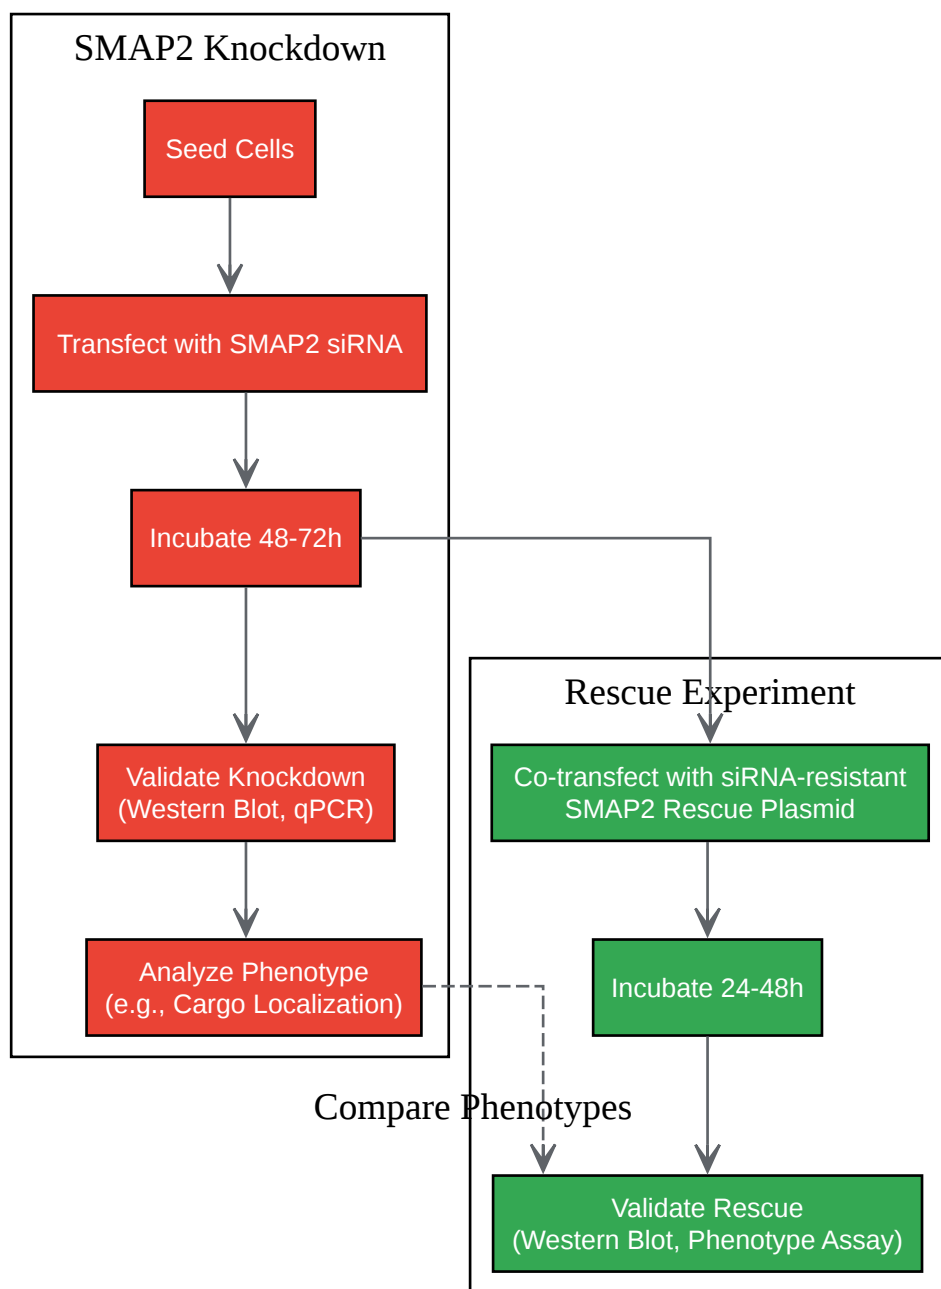 SMAP2 Knockdown
Seed Cells
Transfect with SMAP2 siRNA
Incubate 48-72h
Validate Knockdown
(Western Blot, qPCR)
Analyze Phenotype
(e.g., Cargo Localization)
Rescue Experiment
Co-transfect with siRNA-resistant
SMAP2 Rescue Plasmid
Incubate 24-48h
Compare Phenotypes
Validate Rescue
(Western Blot, Phenotype Assay)